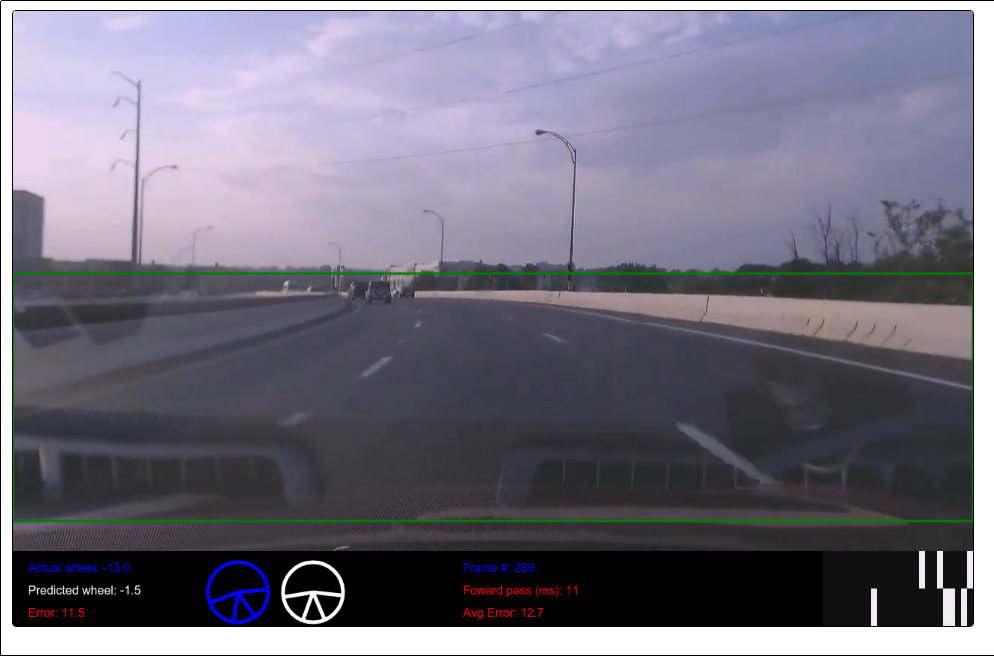 Actual wheel: -13.0
Predicted wheel: -1.5
Error: 11.5
Frame #: 289
Foward pass (ms): 11
Avg Error: 12.7